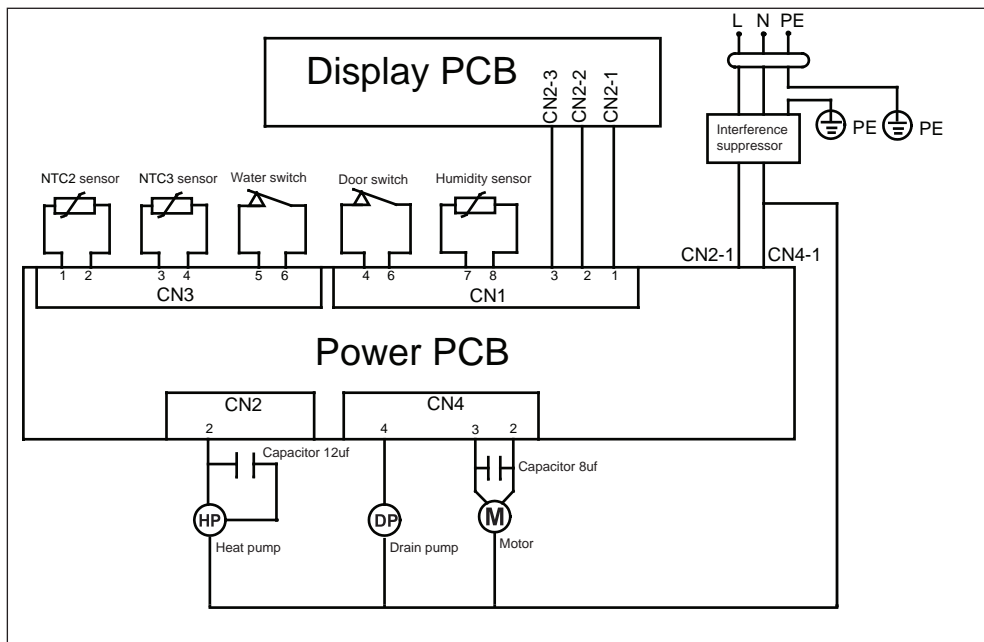 L N PE
Display PCB
CN2-3
CN2-2
CN2-1
Interference
suppressor
PE
PE
NTC2 sensor
NTC3 sensor
Water switch
Door switch
Humidity sensor
CN2-1
CN4-1
1 2 3 4 5 6 4 6 7 8 3 2 1
CN3
CN1
Power PCB
CN2
CN4
2 4 3 2
Capacitor 12uf
Capacitor 8uf
HP
DP
M
Heat pump
Drain pump
Motor